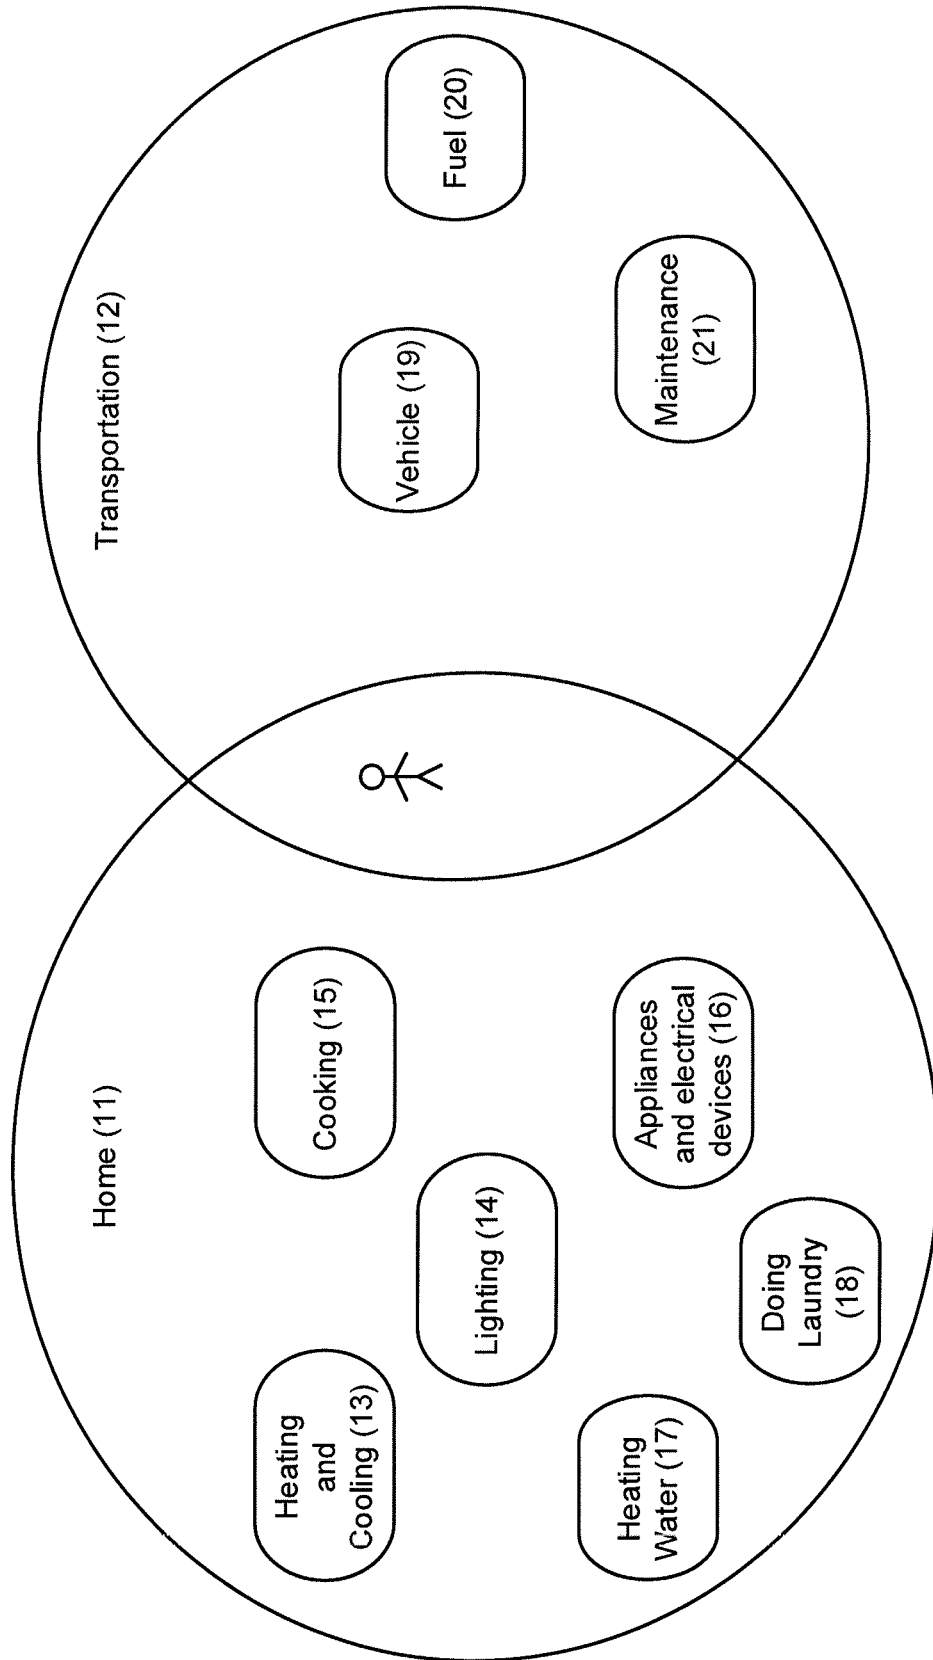 Home (11)
Transportation (12)
Heating
and
Cooling (13)
Cooking (15)
Lighting (14)
Heating
Water (17)
Appliances
and electrical
devices (16)
Doing
Laundry
(18)
Vehicle (19)
Fuel (20)
Maintenance
(21)